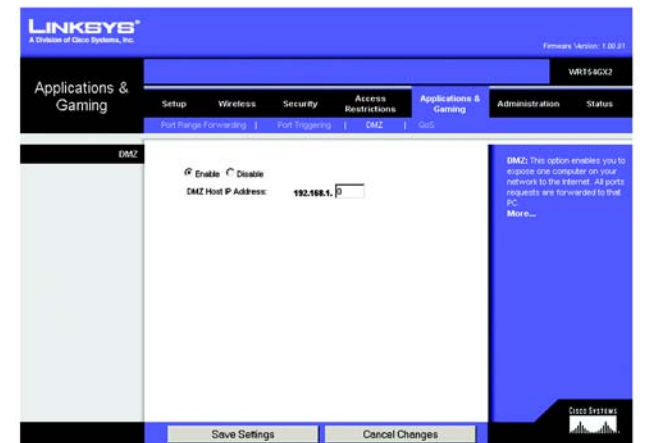 LINKSYS®
A Division of Cisco Systems, Inc.
Firmware Version: 1.00.01
WRT54GX2
Applications & Gaming
Setup Wireless Security Access Restrictions Applications & Gaming Administration Status
Port Range Forwarding | Port Triggering | DMZ | QoS
DMZ
Enable Disable
DMZ Host IP Address: 192.168.1. 0
DMZ: This option enables you to
expose one computer on your
network to the Internet. All ports
requests are forwarded to that
PC.
More...
CISCO SYSTEMS
Save Settings Cancel Changes